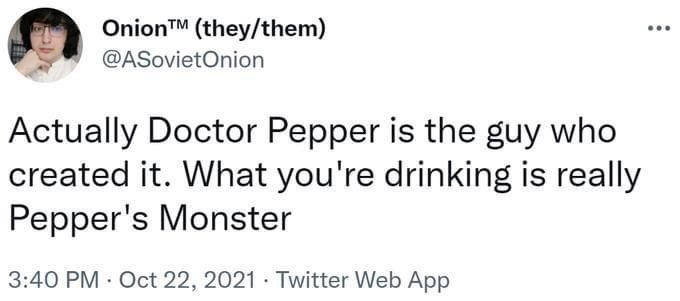 Onion™ (they/them)
@ASovietOnion
Actually Doctor Pepper is the guy who
created it. What you're drinking is really
Pepper's Monster
3:40 PM · Oct 22, 2021 · Twitter Web App